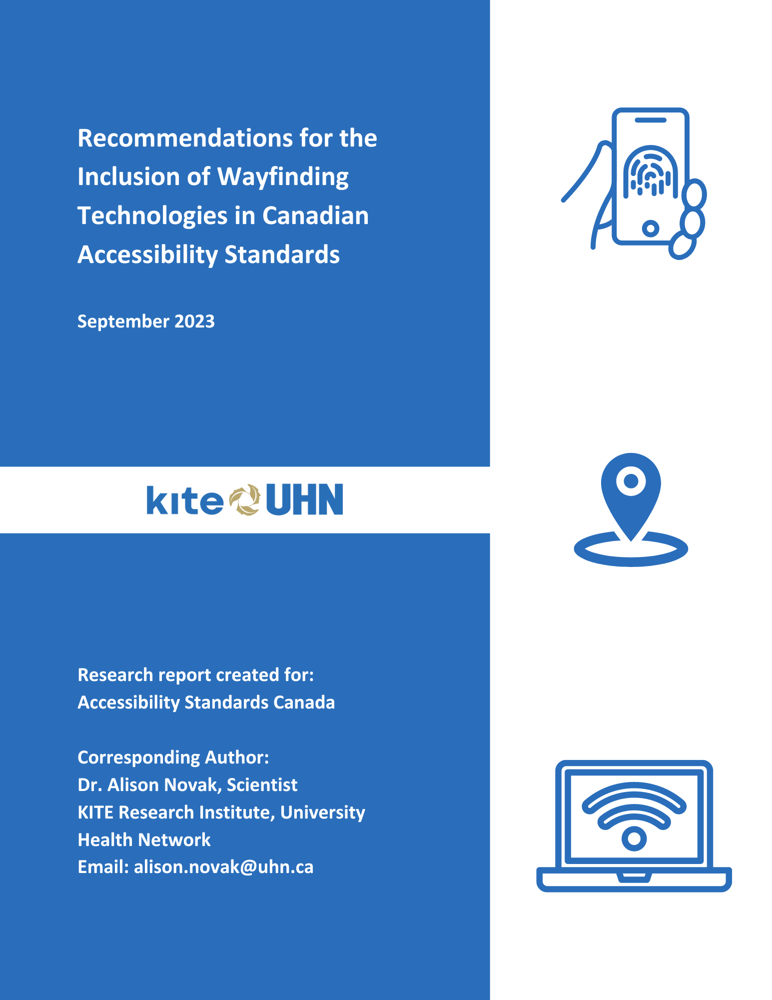 Recommendations for the
Inclusion of Wayfinding
Technologies in Canadian
Accessibility Standards
September 2023
kite UHN
Research report created for:
Accessibility Standards Canada
Corresponding Author:
Dr. Alison Novak, Scientist
KITE Research Institute, University
Health Network
Email: alison.novak@uhn.ca